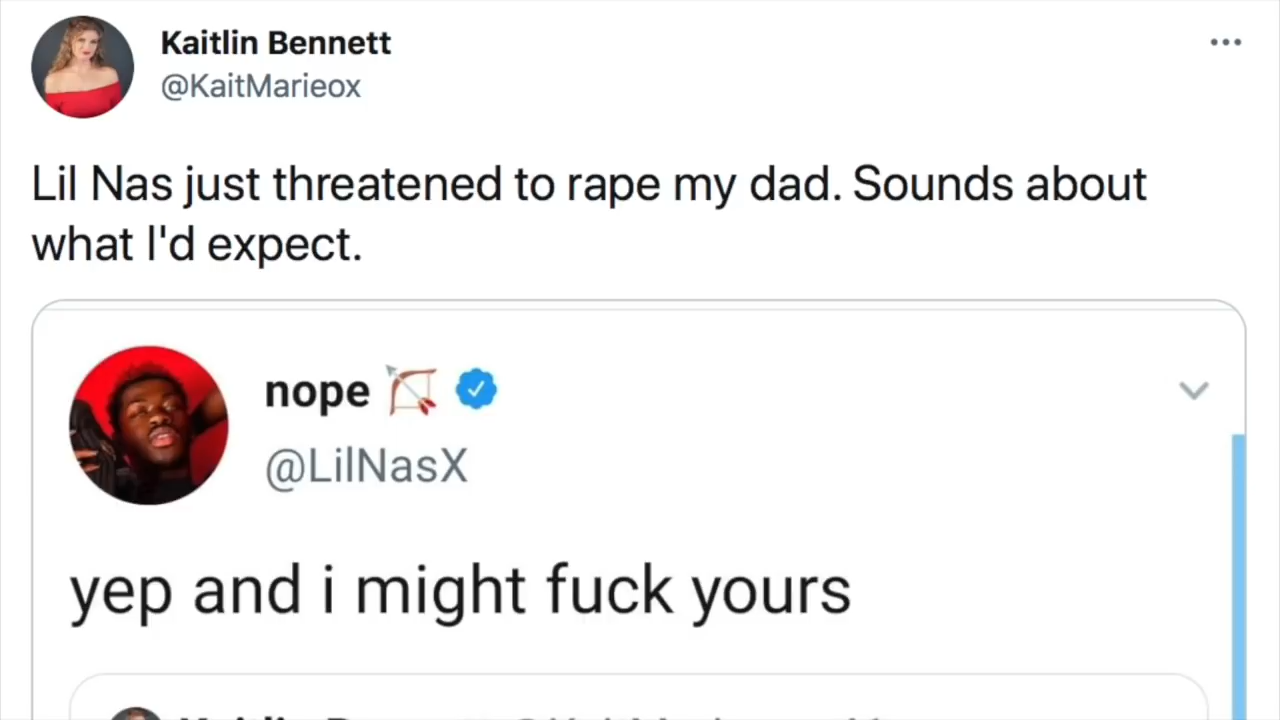 Kaitlin Bennett
@KaitMarieox
Lil Nas just threatened to rape my dad. Sounds about
what I'd expect.
nope
@LilNasX
yep and i might fuck yours